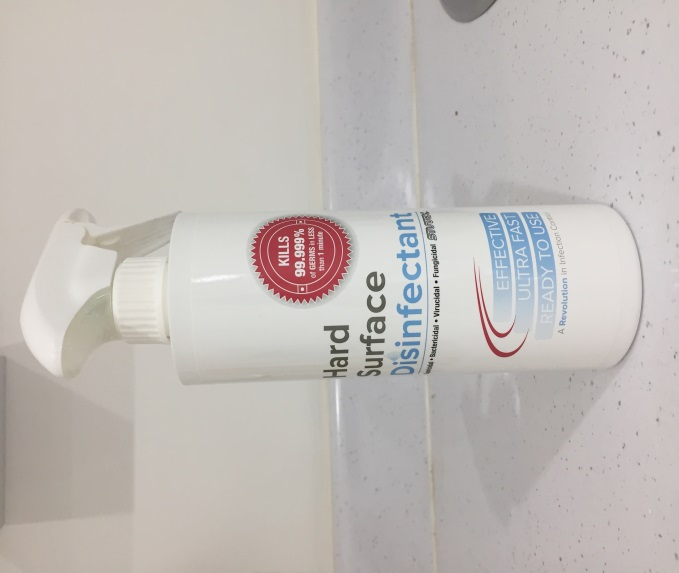 KILLS
99.999%
of GERMS in LESS
than 1 minute
Hard
Surface
Disinfectant
• Bactericidal • Virucidal • Fungicidal
EFFECTIVE
ULTRA FAST
READY TO USE
A Revolution in Infection